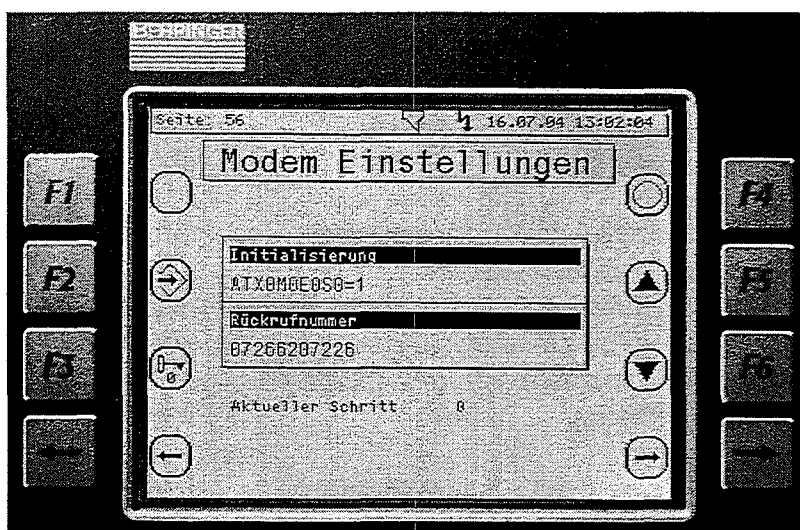 BEHRINGER
Seite: 56 16.07.04 13:02:04
Modem Einstellungen
Initialisierung
ATX0M0E0S0=1
Rückrufnummer
07266207226
Aktueller Schritt 0
F1
F2
F3
F4
F5
F6